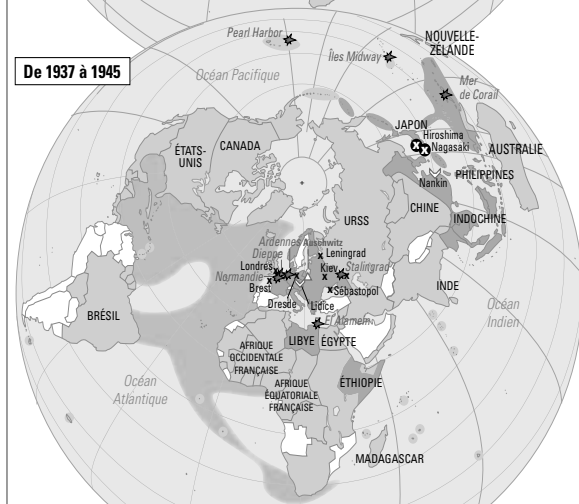 De 1937 à 1945
Pearl Harbor
Îles Midway
NOUVELLE-
ZÉLANDE
Mer
de Corail
Océan Pacifique
JAPON
Hiroshima
Nagasaki
AUSTRALIE
ÉTATS-
UNIS
CANADA
Nankin
PHILIPPINES
CHINE
INDOCHINE
URSS
Ardennes
Auschwitz
Dieppe
Leningrad
Londres
Kiev
Stalingrad
Normandie
Brest
Sébastopol
Dresde
Lidice
El Alamein
INDE
Océan
Indien
BRÉSIL
LIBYE
ÉGYPTE
AFRIQUE
OCCIDENTALE
FRANÇAISE
Océan
Atlantique
AFRIQUE
ÉQUATORIALE
FRANÇAISE
ÉTHIOPIE
MADAGASCAR